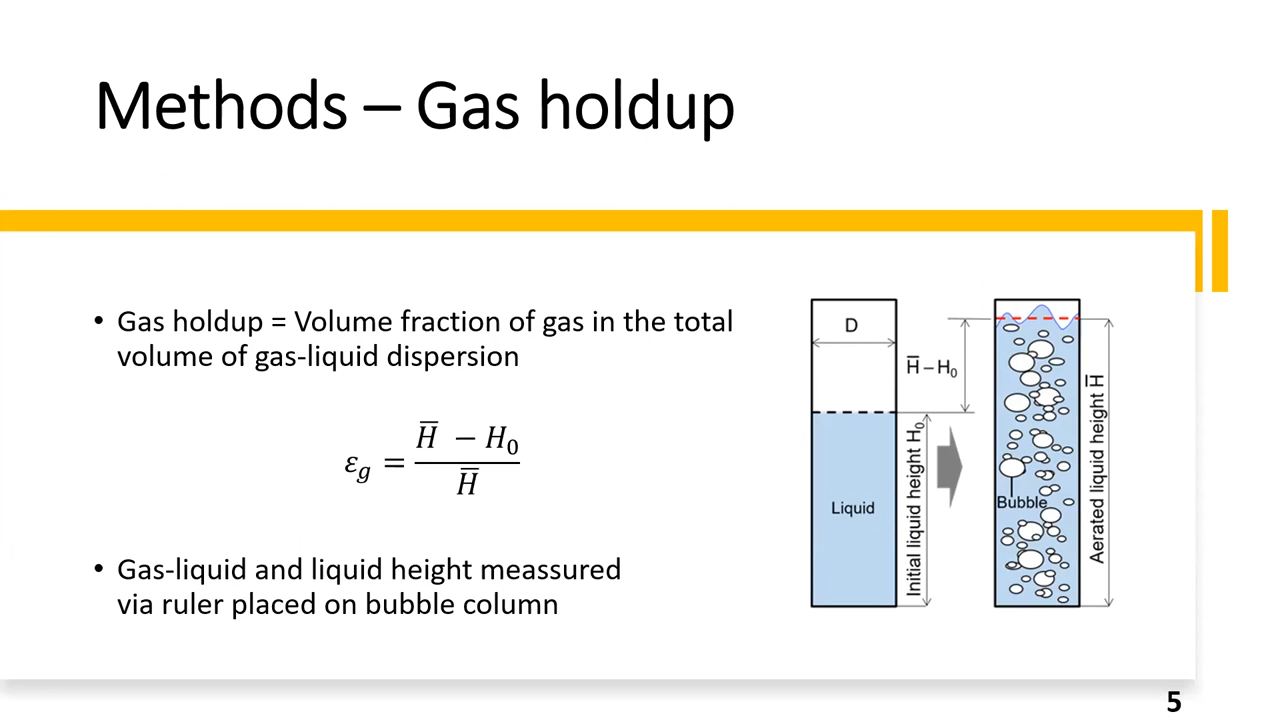 Methods – Gas holdup
• Gas holdup = Volume fraction of gas in the total
volume of gas-liquid dispersion
ε_g = (H̅ − H₀) / H̅
• Gas-liquid and liquid height meassured
via ruler placed on bubble column
D
Liquid
Initial liquid height H₀
H̅ – H₀
Bubble
Aerated liquid height H̅
5